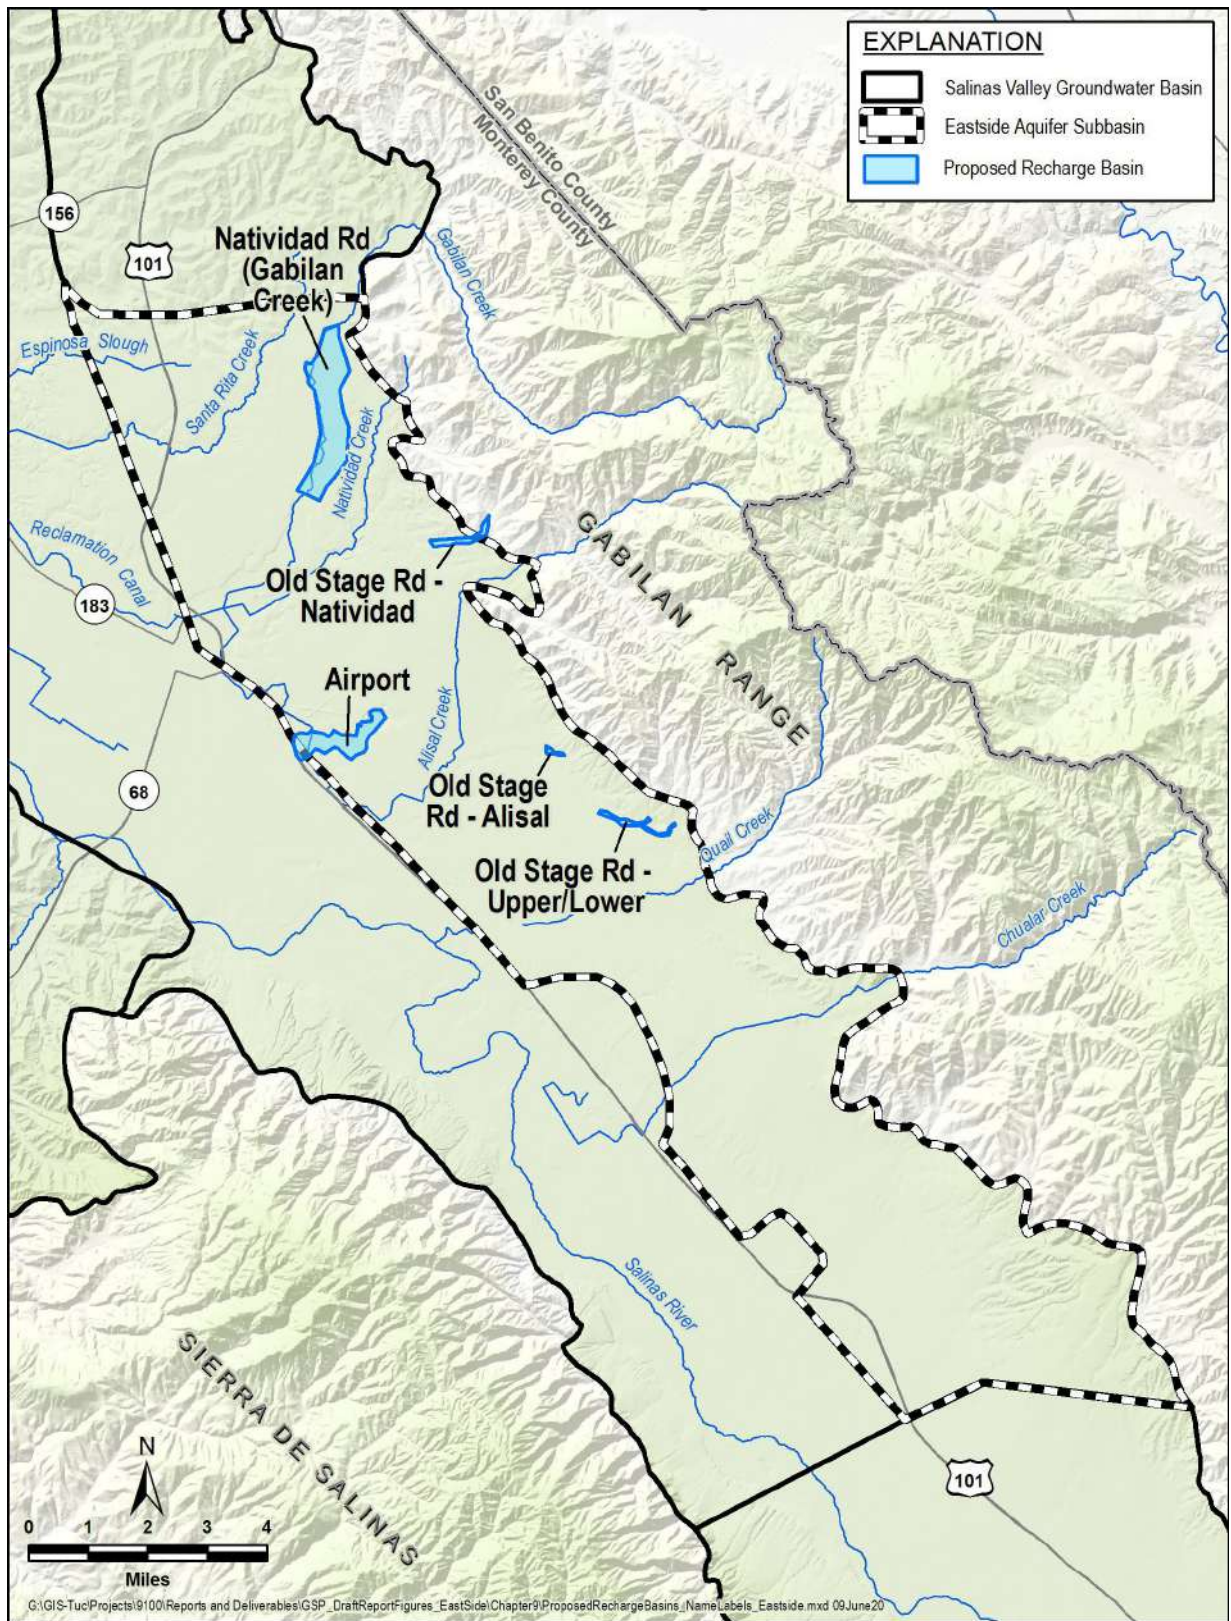 EXPLANATION
Salinas Valley Groundwater Basin
Eastside Aquifer Subbasin
Proposed Recharge Basin
San Benito County
Monterey County
156
101
Natividad Rd
(Gabilan
Creek)
Gabilan Creek
Espinosa Slough
Santa Rita Creek
Natividad Creek
Reclamation Canal
183
Old Stage Rd -
Natividad
GABILAN
RANGE
Airport
Alisal Creek
68
Old Stage
Rd - Alisal
Old Stage Rd -
Upper/Lower
Quail Creek
Chualar Creek
Salinas River
SIERRA DE SALINAS
101
N
0 1 2 3 4
Miles
G:\GIS-Tuc\Projects\9100\Reports and Deliverables\GSP_DraftReportFigures_EastSide\Chapter9\ProposedRechargeBasins_NameLabels_Eastside.mxd 09June20